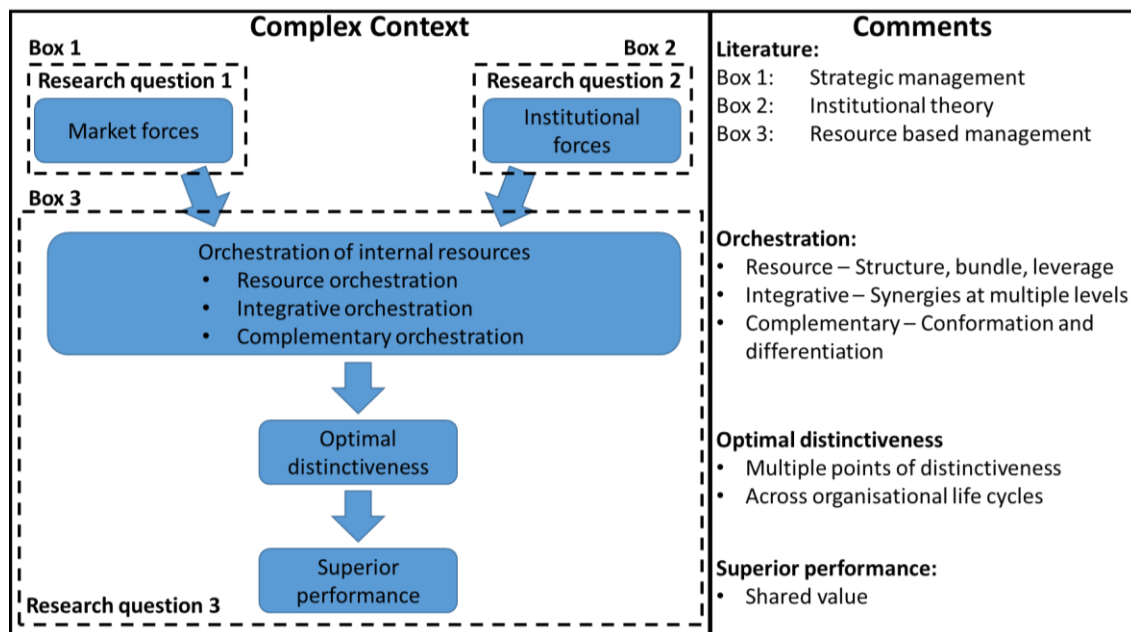 Complex Context
Box 1
Box 2
Research question 1
Research question 2
Market forces
Institutional
forces
Box 3
Orchestration of internal resources
• Resource orchestration
• Integrative orchestration
• Complementary orchestration
Optimal
distinctiveness
Superior
performance
Research question 3
Comments
Literature:
Box 1: Strategic management
Box 2: Institutional theory
Box 3: Resource based management
Orchestration:
• Resource – Structure, bundle, leverage
• Integrative – Synergies at multiple levels
• Complementary – Conformation and
differentiation
Optimal distinctiveness
• Multiple points of distinctiveness
• Across organisational life cycles
Superior performance:
• Shared value